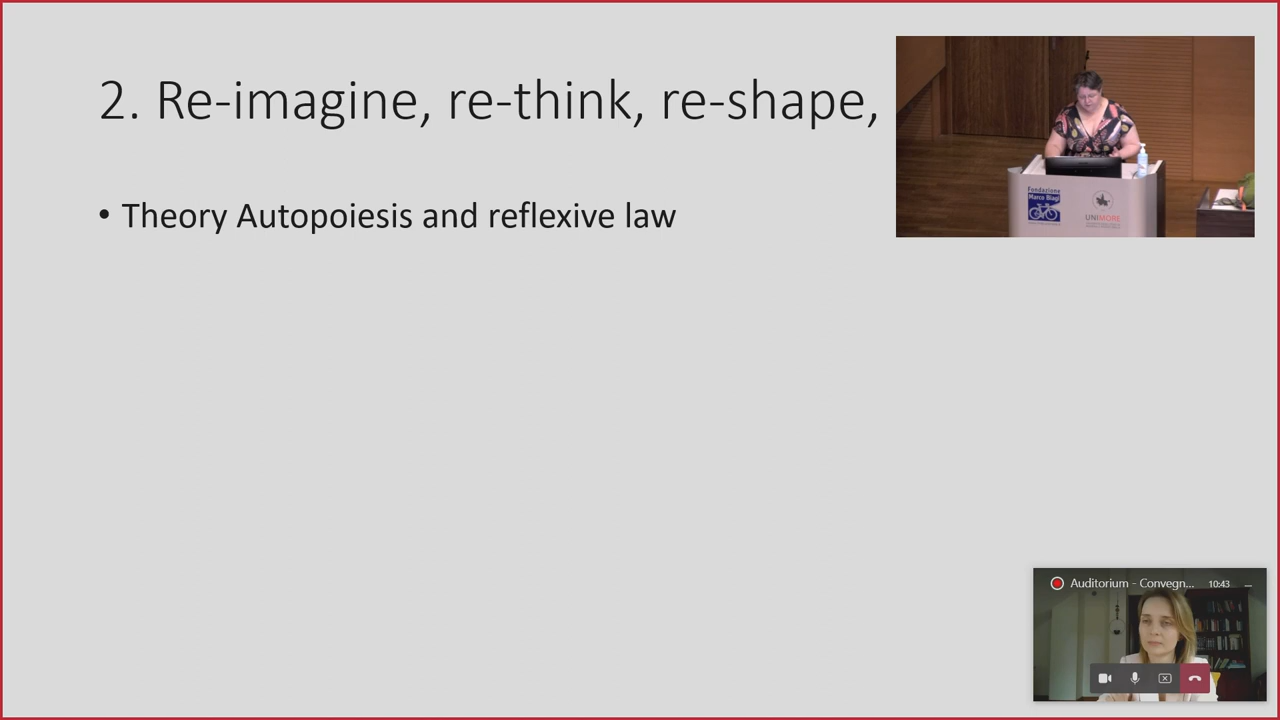 2. Re-imagine, re-think, re-shape,
• Theory Autopoiesis and reflexive law
fondazione
Marco Biagi
UNIMORE
Auditorium - Convegn... 10:43